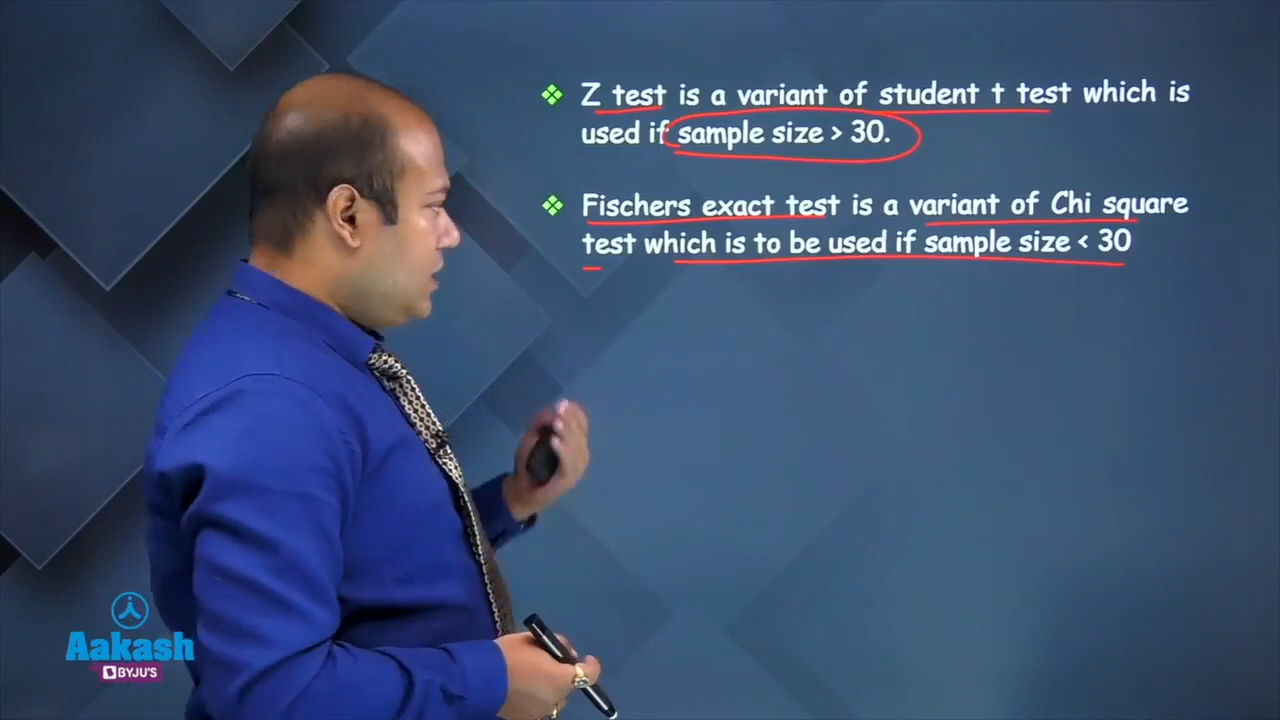 Z test is a variant of student t test which is
used if sample size > 30.
Fischers exact test is a variant of Chi square
test which is to be used if sample size < 30
Aakash
BYJU'S